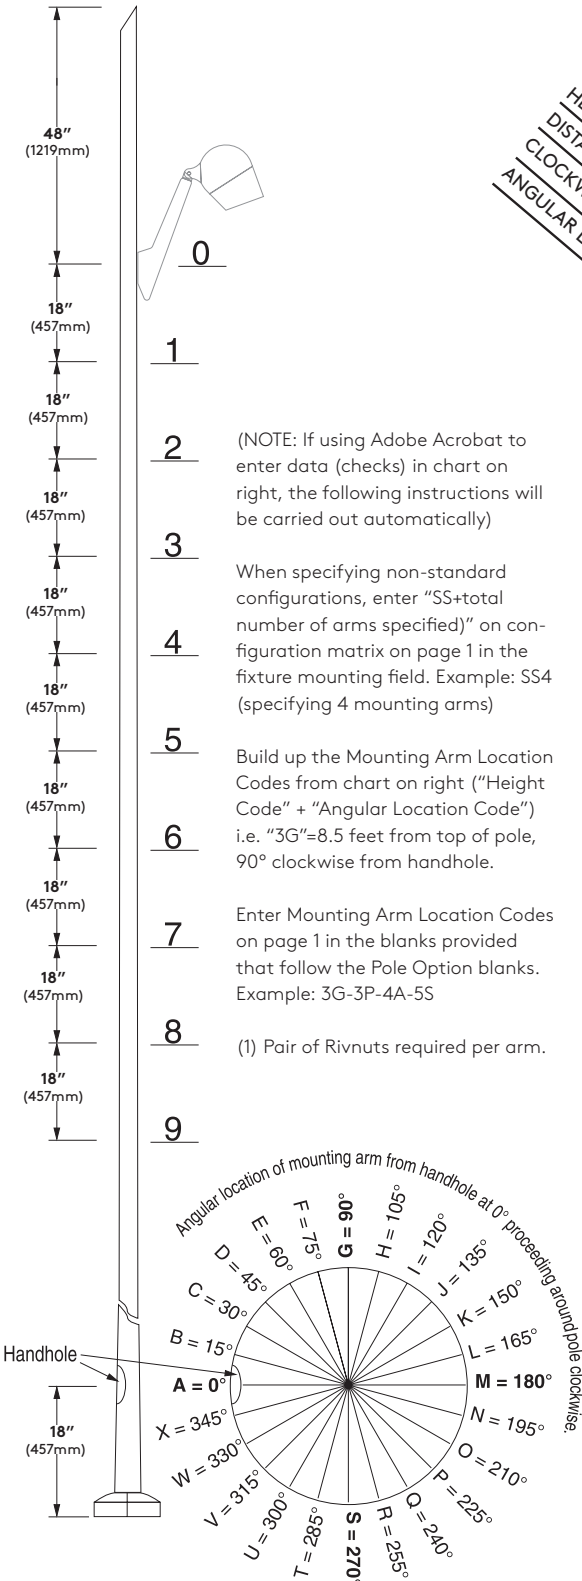 HE
DISTA
CLOCKW
ANGULAR L
48"
(1219mm)
0
18"
(457mm)
1
18"
(457mm)
2
18"
(457mm)
3
18"
(457mm)
4
18"
(457mm)
5
18"
(457mm)
6
18"
(457mm)
7
18"
(457mm)
8
18"
(457mm)
9
(NOTE: If using Adobe Acrobat to
enter data (checks) in chart on
right, the following instructions will
be carried out automatically)
When specifying non-standard
configurations, enter “SS+total
number of arms specified)” on con-
figuration matrix on page 1 in the
fixture mounting field. Example: SS4
(specifying 4 mounting arms)
Build up the Mounting Arm Location
Codes from chart on right (“Height
Code” + “Angular Location Code”)
i.e. “3G”=8.5 feet from top of pole,
90° clockwise from handhole.
Enter Mounting Arm Location Codes
on page 1 in the blanks provided
that follow the Pole Option blanks.
Example: 3G-3P-4A-5S
(1) Pair of Rivnuts required per arm.
Angular location of mounting arm from handhole at 0° proceeding around pole clockwise.
A = 0°
B = 15°
C = 30°
D = 45°
E = 60°
F = 75°
G = 90°
H = 105°
I = 120°
J = 135°
K = 150°
L = 165°
M = 180°
N = 195°
O = 210°
P = 225°
Q = 240°
R = 255°
S = 270°
T = 285°
U = 300°
V = 315°
W = 330°
X = 345°
Handhole
18"
(457mm)